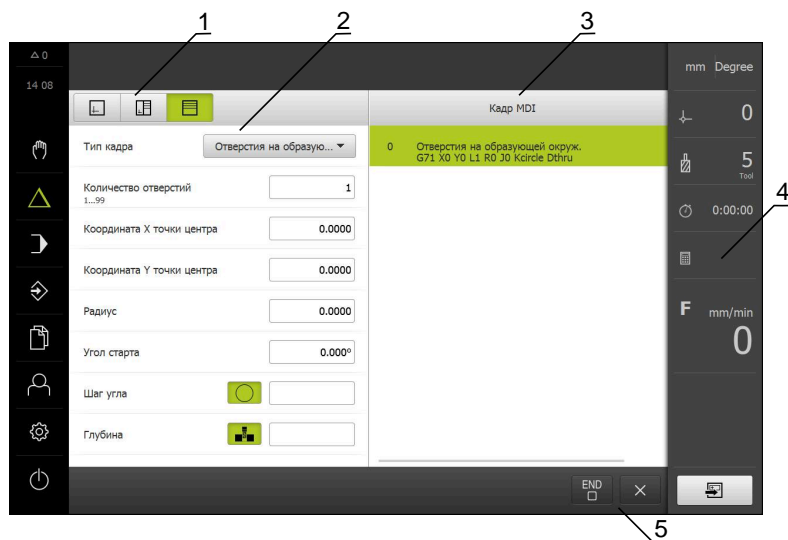 1
2
3
0
14 08
mm Degree
Кадр MDI
0
Тип кадра
Отверстия на образую...
0 Отверстия на образующей окруж.
G71 X0 Y0 L1 R0 J0 Kcircle Dthru
5
Tool
Количество отверстий
1...99
1
4
Координата X точки центра
0.0000
0:00:00
Координата Y точки центра
0.0000
Радиус
0.0000
F mm/min
0
Угол старта
0.000°
Шаг угла
Глубина
END
5